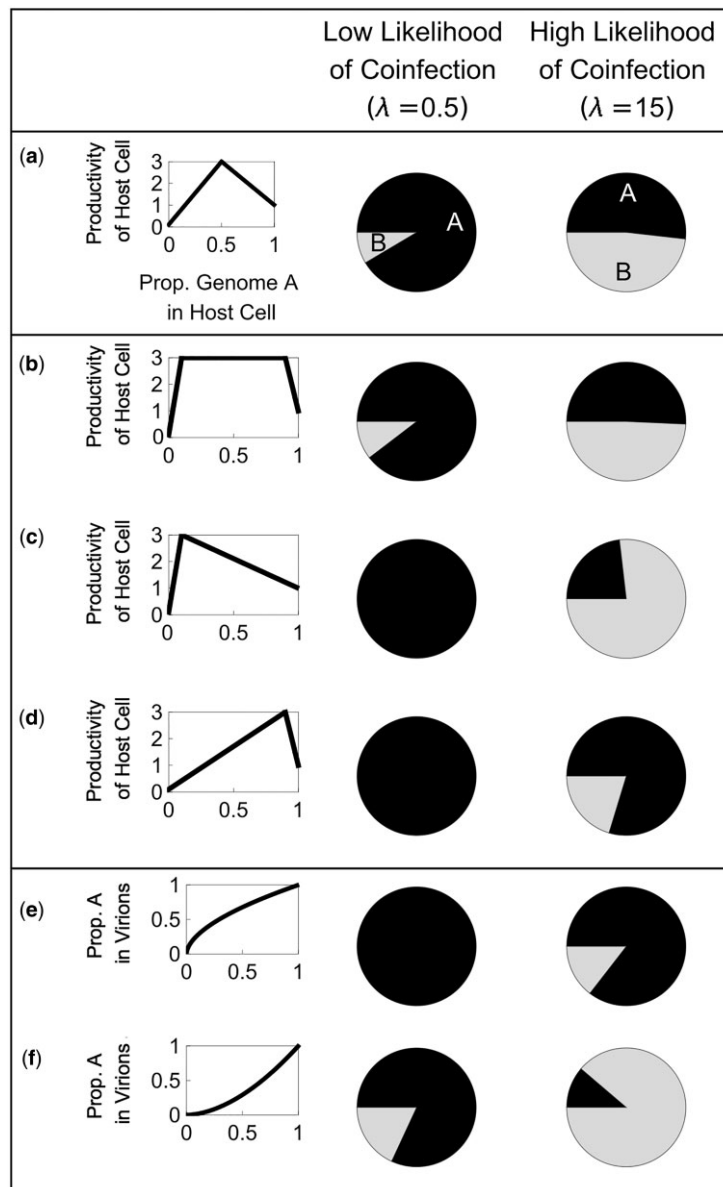 Low Likelihood
of Coinfection
(λ =0.5)
High Likelihood
of Coinfection
(λ =15)
(a)
Productivity
of Host Cell
3
2
1
0
0
0.5
1
Prop. Genome A
in Host Cell
A
B
A
B
(b)
Productivity
of Host Cell
3
2
1
0
0
0.5
1
(c)
Productivity
of Host Cell
3
2
1
0
0
0.5
1
(d)
Productivity
of Host Cell
3
2
1
0
0
0.5
1
(e)
Prop. A
in Virions
1
0.5
0
0
0.5
1
(f)
Prop. A
in Virions
1
0.5
0
0
0.5
1